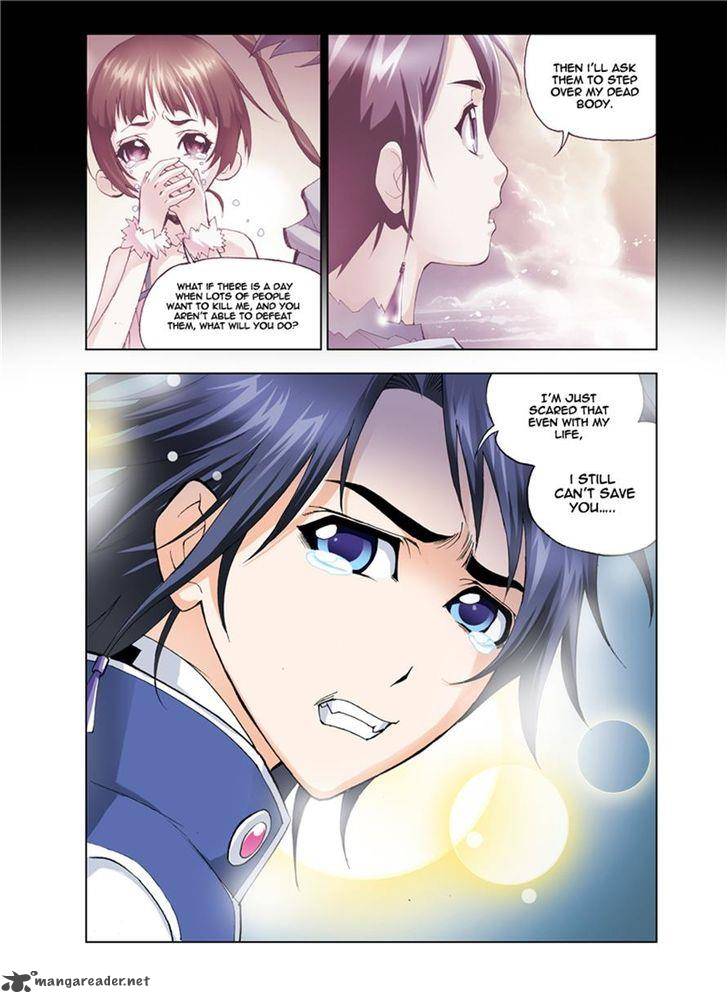 WHAT IF THERE IS A DAY
WHEN LOTS OF PEOPLE
WANT TO KILL ME, AND YOU
AREN'T ABLE TO DEFEAT
THEM, WHAT WILL YOU DO?
THEN I'LL ASK
THEM TO STEP
OVER MY DEAD
BODY.
I'M JUST
SCARED THAT
EVEN WITH MY
LIFE,
I STILL
CAN'T SAVE
YOU.....
mangareader.net